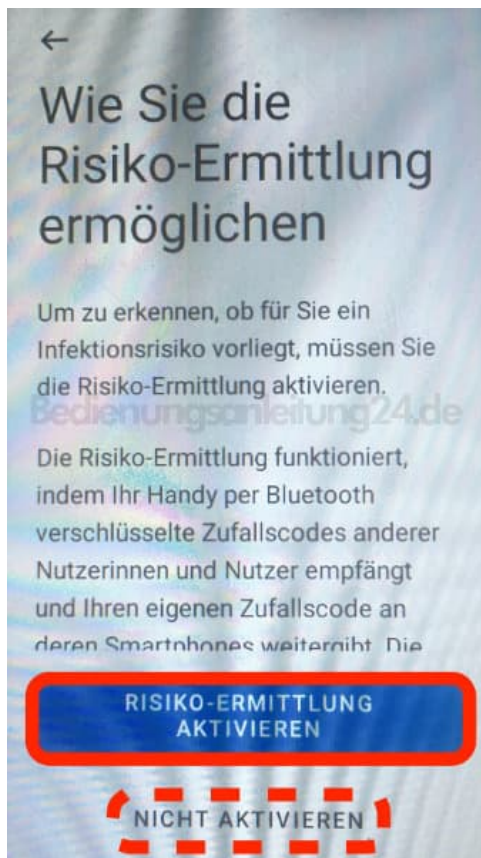 Wie Sie die
Risiko-Ermittlung
ermöglichen
Um zu erkennen, ob für Sie ein
Infektionsrisiko vorliegt, müssen Sie
die Risiko-Ermittlung aktivieren.
Bedienungsanleitung24.de
Die Risiko-Ermittlung funktioniert,
indem Ihr Handy per Bluetooth
verschlüsselte Zufallscodes anderer
Nutzerinnen und Nutzer empfängt
und Ihren eigenen Zufallscode an
deren Smartphones weitergibt. Die
RISIKO-ERMITTLUNG
AKTIVIEREN
NICHT AKTIVIEREN